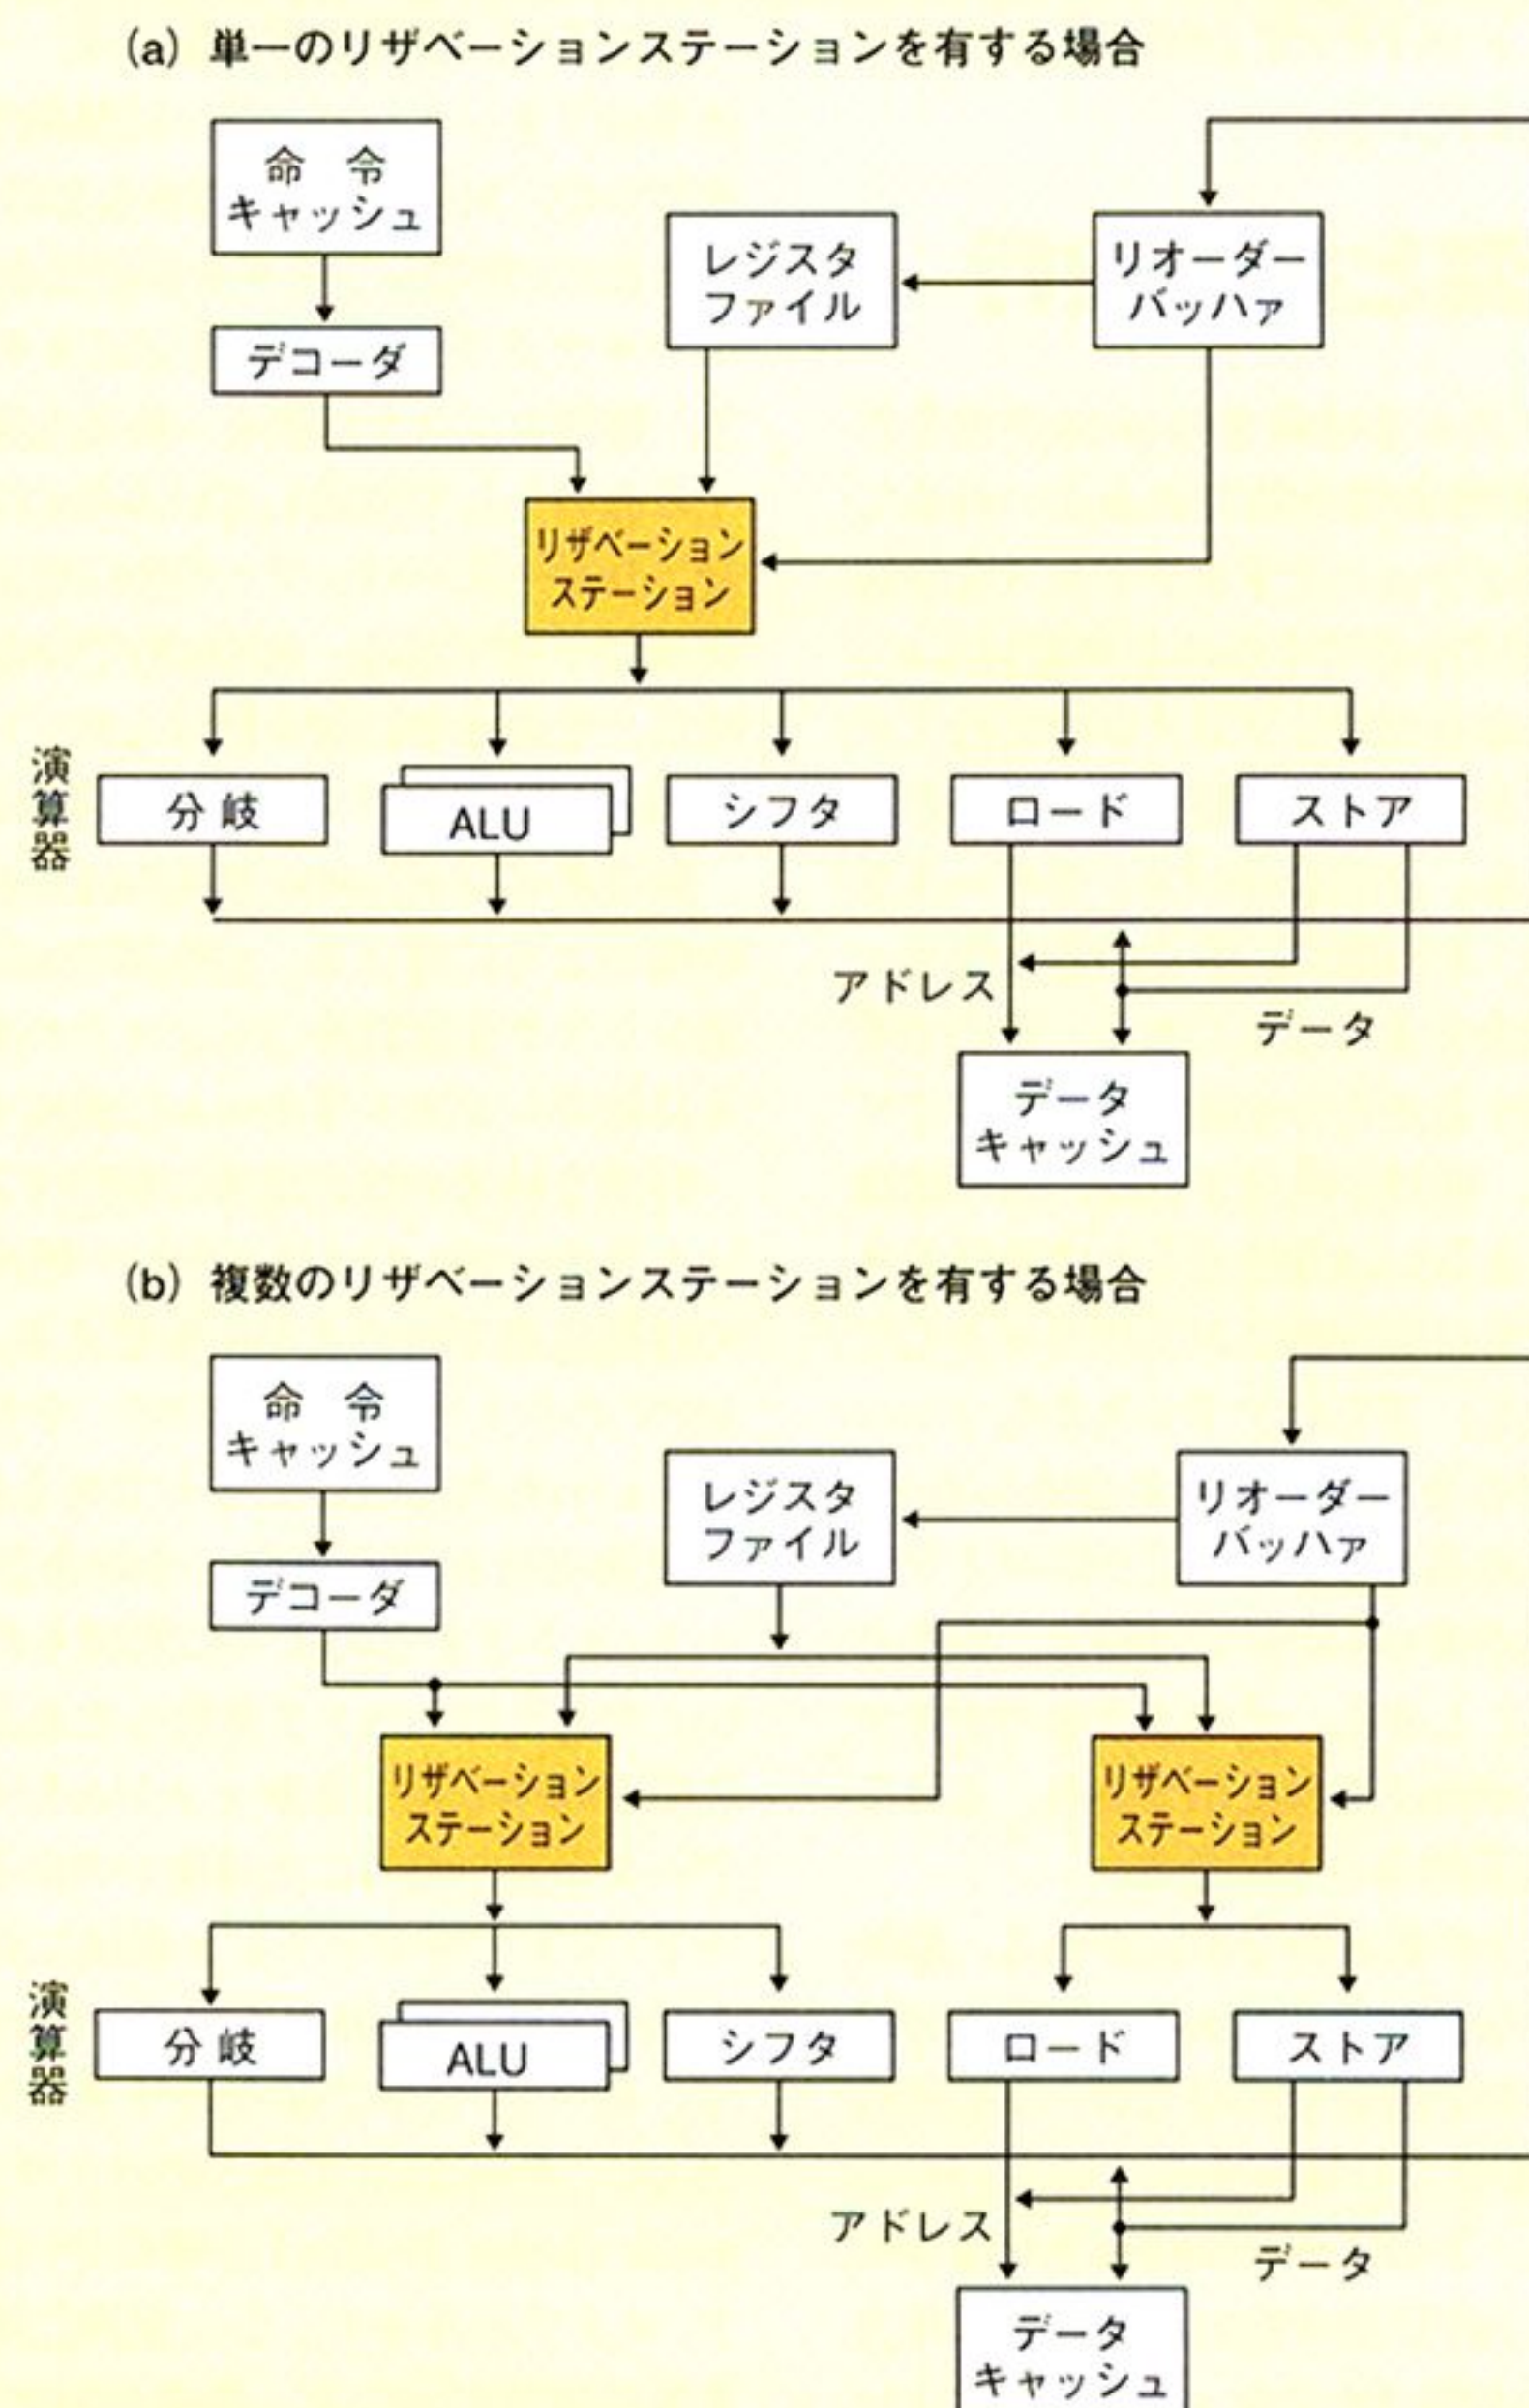 (a) 単一のリザベーションステーションを有する場合
命 令
キャッシュ
レジスタ
ファイル
リオーダー
バッハァ
デコーダ
リザベーション
ステーション
演算器
分岐
ALU
シフタ
ロード
ストア
アドレス
データ
データ
キャッシュ
(b) 複数のリザベーションステーションを有する場合
命 令
キャッシュ
レジスタ
ファイル
リオーダー
バッハァ
デコーダ
リザベーション
ステーション
リザベーション
ステーション
演算器
分岐
ALU
シフタ
ロード
ストア
アドレス
データ
データ
キャッシュ